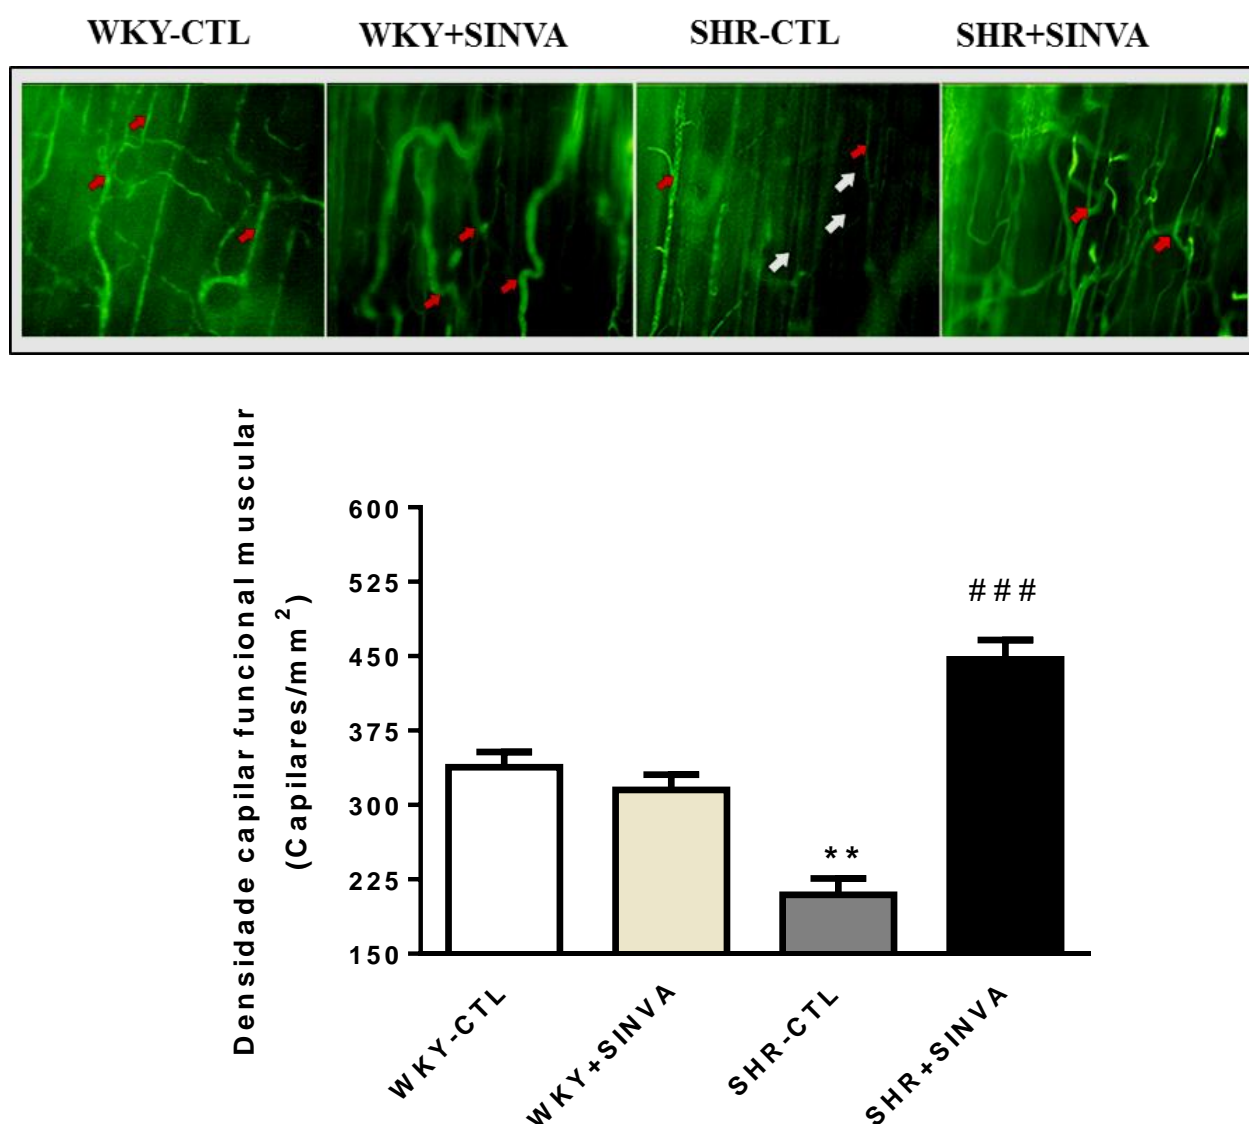 WKY-CTL WKY+SINVA SHR-CTL SHR+SINVA
Densidade capilar funcional muscular
(Capilares/mm²)
600
525
450
375
300
225
150
**
###
WKY-CTL
WKY+SINVA
SHR-CTL
SHR+SINVA